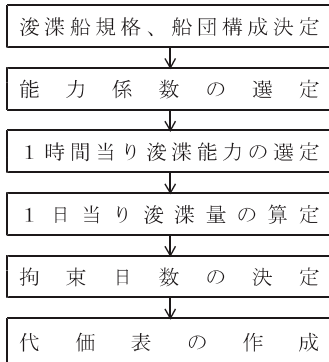 浚渫船規格、船団構成決定
能力係数の選定
1時間当り浚渫能力の選定
1日当り浚渫量の算定
拘束日数の決定
代価表の作成